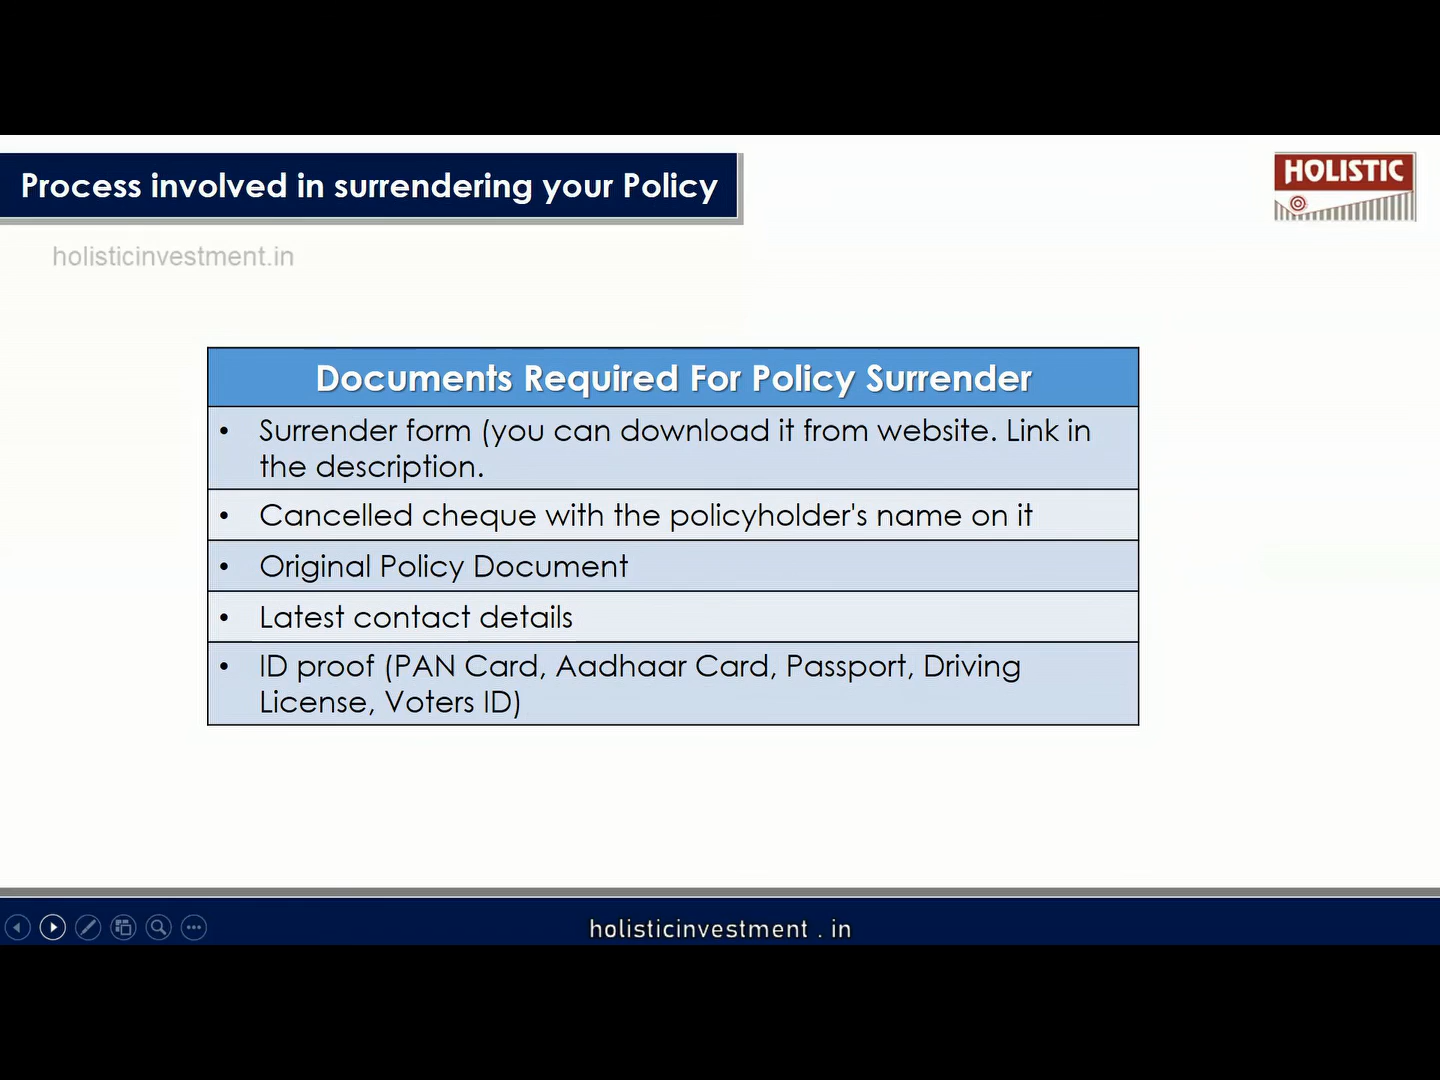 Process involved in surrendering your Policy
HOLISTIC
holisticinvestment.in
Documents Required For Policy Surrender
• Surrender form (you can download it from website. Link in
the description.
• Cancelled cheque with the policyholder's name on it
• Original Policy Document
• Latest contact details
• ID proof (PAN Card, Aadhaar Card, Passport, Driving
License, Voters ID)
holisticinvestment . in